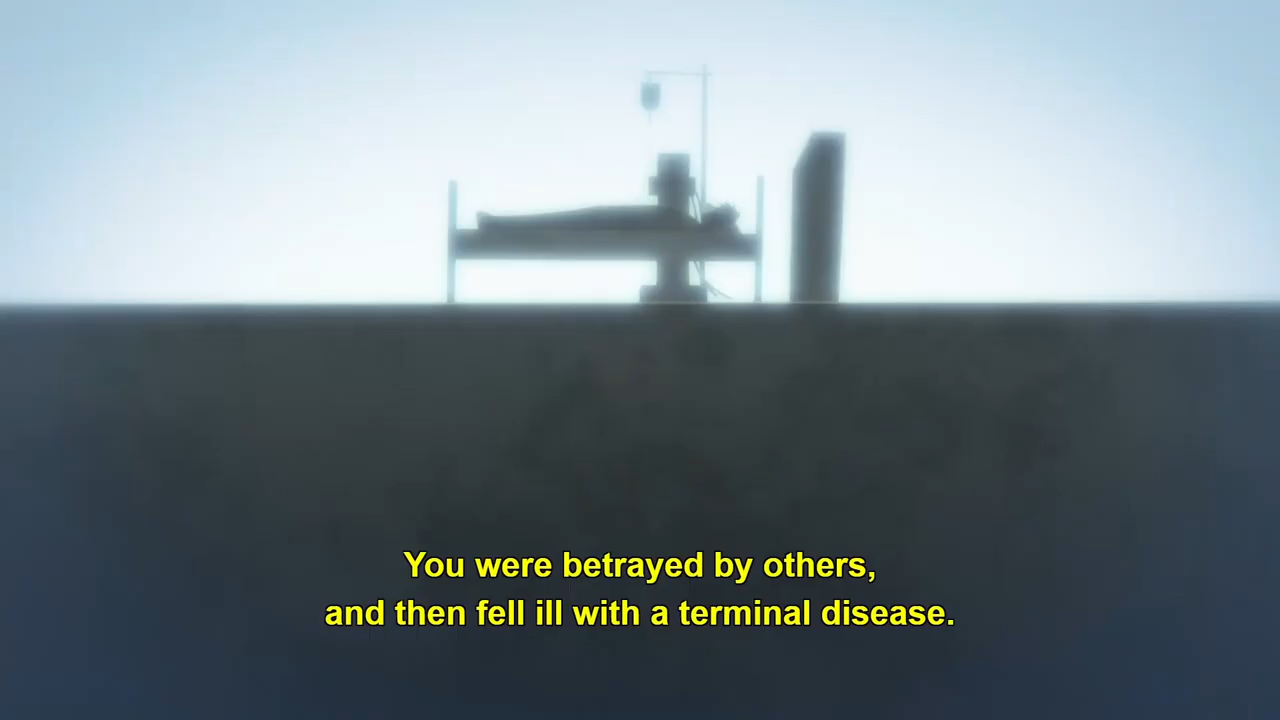 You were betrayed by others,
and then fell ill with a terminal disease.